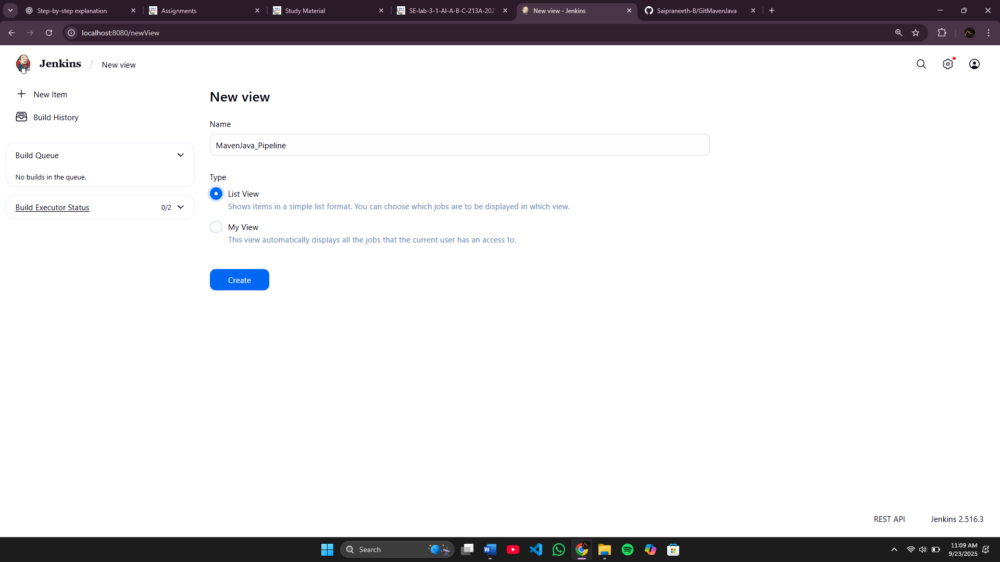 Step-by-step explanation
Assignments
Study Material
SE-lab-3-1-AI-A-B-C-213A-202
New view - Jenkins
Saipraneeth-B/GitMavenJava
localhost:8080/newView
Jenkins / New view
New Item
Build History
Build Queue
No builds in the queue.
Build Executor Status 0/2
New view
Name
MavenJava_Pipeline
Type
List View
Shows items in a simple list format. You can choose which jobs are to be displayed in which view.
My View
This view automatically displays all the jobs that the current user has an access to.
Create
REST API Jenkins 2.516.3
Search
11:09 AM
9/23/2025